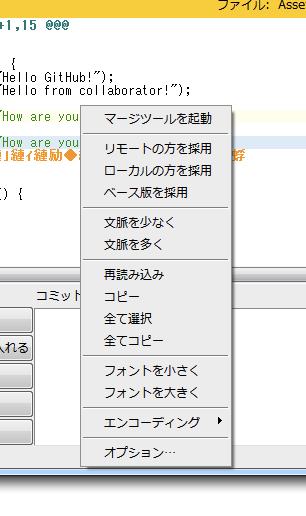 ファイル: Asse
+1,15 @@@
{
"Hello GitHub!");
"Hello from collaborator!");
"How are you
"How are you
() {
マージツールを起動
リモートの方を採用
ローカルの方を採用
ベース版を採用
文脈を少なく
文脈を多く
再読み込み
コミット
コピー
全て選択
入れる
全てコピー
フォントを小さく
フォントを大きく
エンコーディング
オプション…